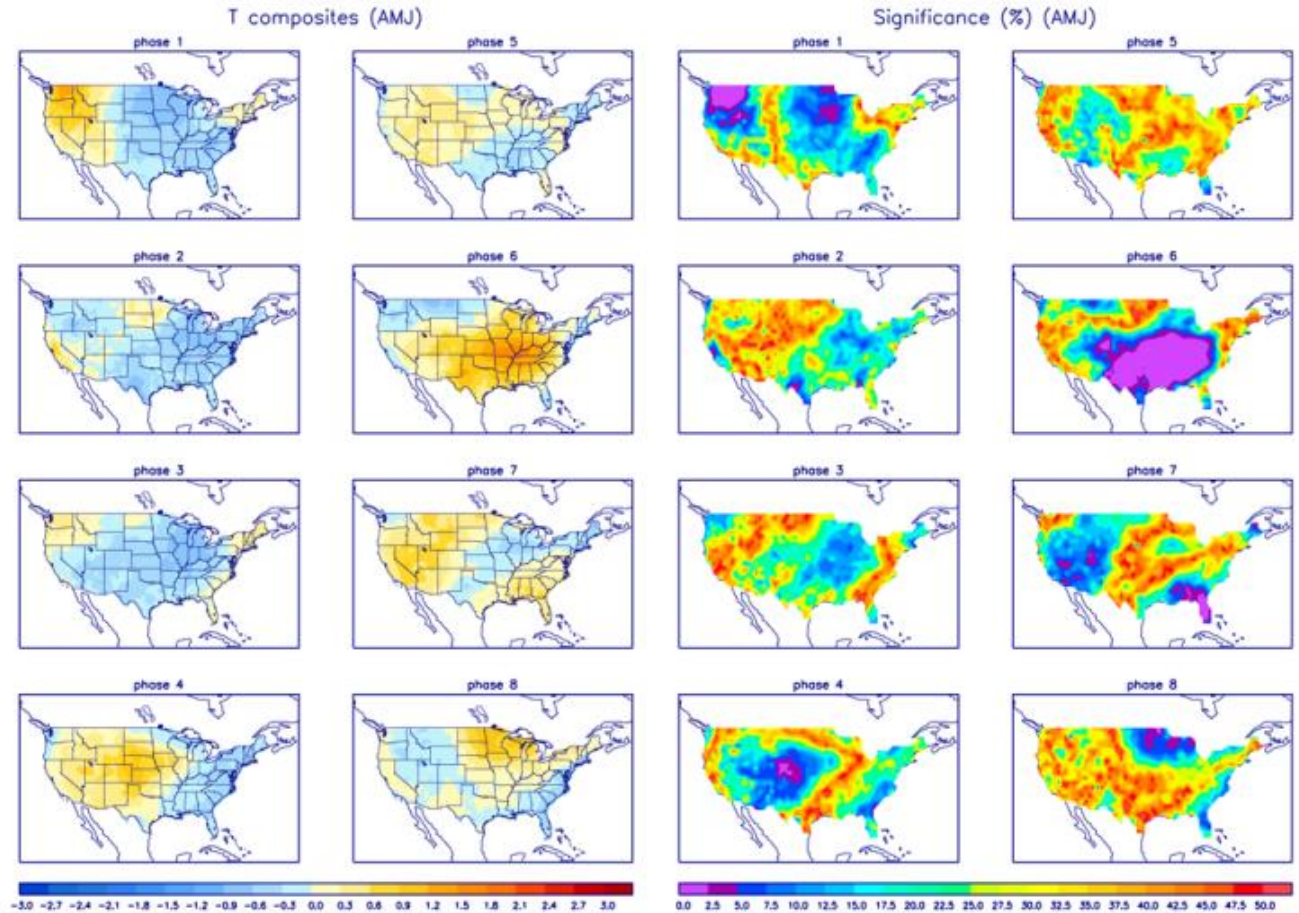 T composites (AMJ)
Significance (%) (AMJ)
phase 1
phase 5
phase 1
phase 5
phase 2
phase 6
phase 2
phase 6
phase 3
phase 7
phase 3
phase 7
phase 4
phase 8
phase 4
phase 8
-3.0 -2.7 -2.4 -2.1 -1.8 -1.5 -1.2 -0.9 -0.6 -0.3 0.0 0.3 0.6 0.9 1.2 1.5 1.8 2.1 2.4 2.7 3.0
0.0 2.5 5.0 7.5 10.0 12.5 15.0 17.5 20.0 22.5 25.0 27.5 30.0 32.5 35.0 37.5 40.0 42.5 45.0 47.5 50.0